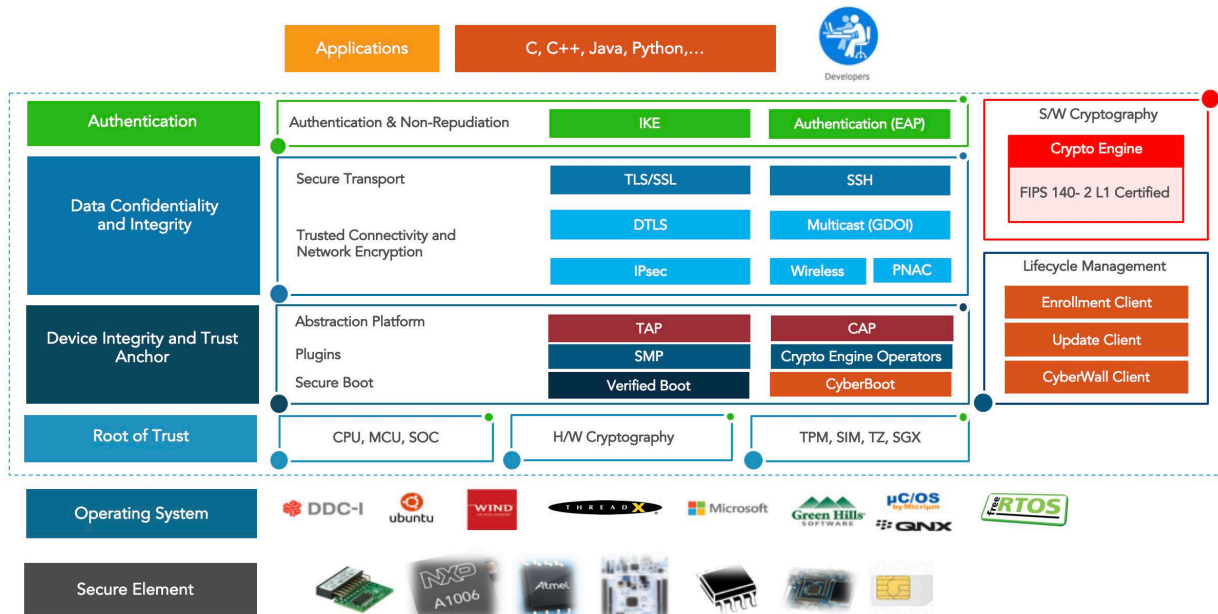 Applications
C, C++, Java, Python,...
Developers
Authentication
Authentication & Non-Repudiation
IKE
Authentication (EAP)
Data Confidentiality
and Integrity
Secure Transport
TLS/SSL
SSH
Trusted Connectivity and
Network Encryption
DTLS
Multicast (GDOI)
IPsec
Wireless
PNAC
Device Integrity and Trust
Anchor
Abstraction Platform
TAP
CAP
Plugins
SMP
Crypto Engine Operators
Secure Boot
Verified Boot
CyberBoot
Root of Trust
CPU, MCU, SOC
H/W Cryptography
TPM, SIM, TZ, SGX
S/W Cryptography
Crypto Engine
FIPS 140- 2 L1 Certified
Lifecycle Management
Enrollment Client
Update Client
CyberWall Client
Operating System
DDC-I
ubuntu
WIND
THREADX
Microsoft
Green Hills
SOFTWARE
µC/OS
by Micrium
QNX
free RTOS
Secure Element
NXP
A1006
Atmel